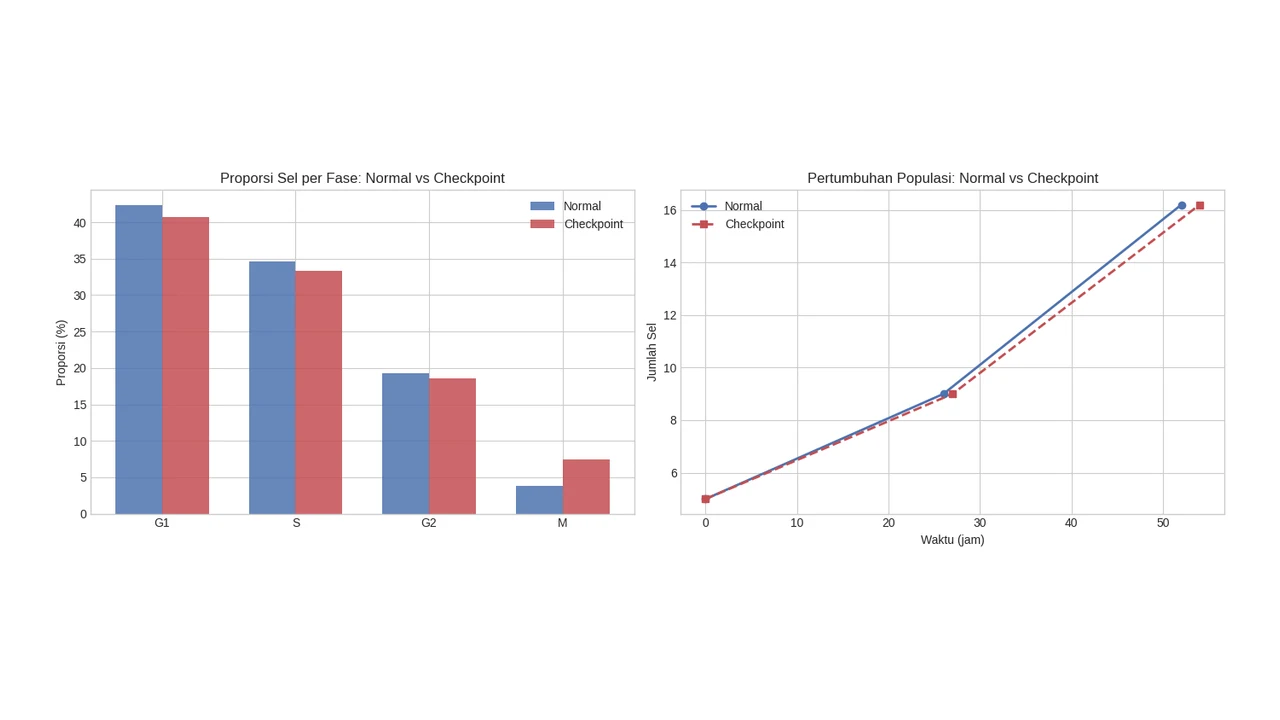 Proporsi Sel per Fase: Normal vs Checkpoint
Normal
Checkpoint
Proporsi (%)
40
35
30
25
20
15
10
5
0
G1
S
G2
M
Pertumbuhan Populasi: Normal vs Checkpoint
Normal
Checkpoint
Jumlah Sel
16
14
12
10
8
6
0
10
20
30
40
50
Waktu (jam)